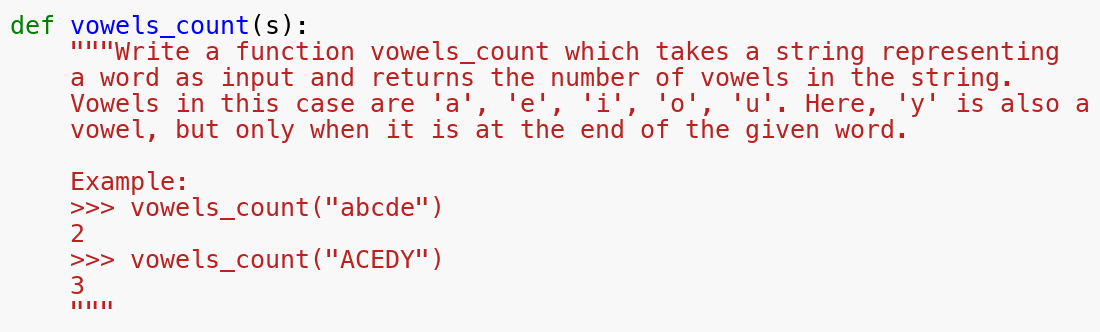 def vowels_count(s):
    """Write a function vowels_count which takes a string representing
    a word as input and returns the number of vowels in the string.
    Vowels in this case are 'a', 'e', 'i', 'o', 'u'. Here, 'y' is also a
    vowel, but only when it is at the end of the given word.

    Example:
    >>> vowels_count("abcde")
    2
    >>> vowels_count("ACEDY")
    3
    """